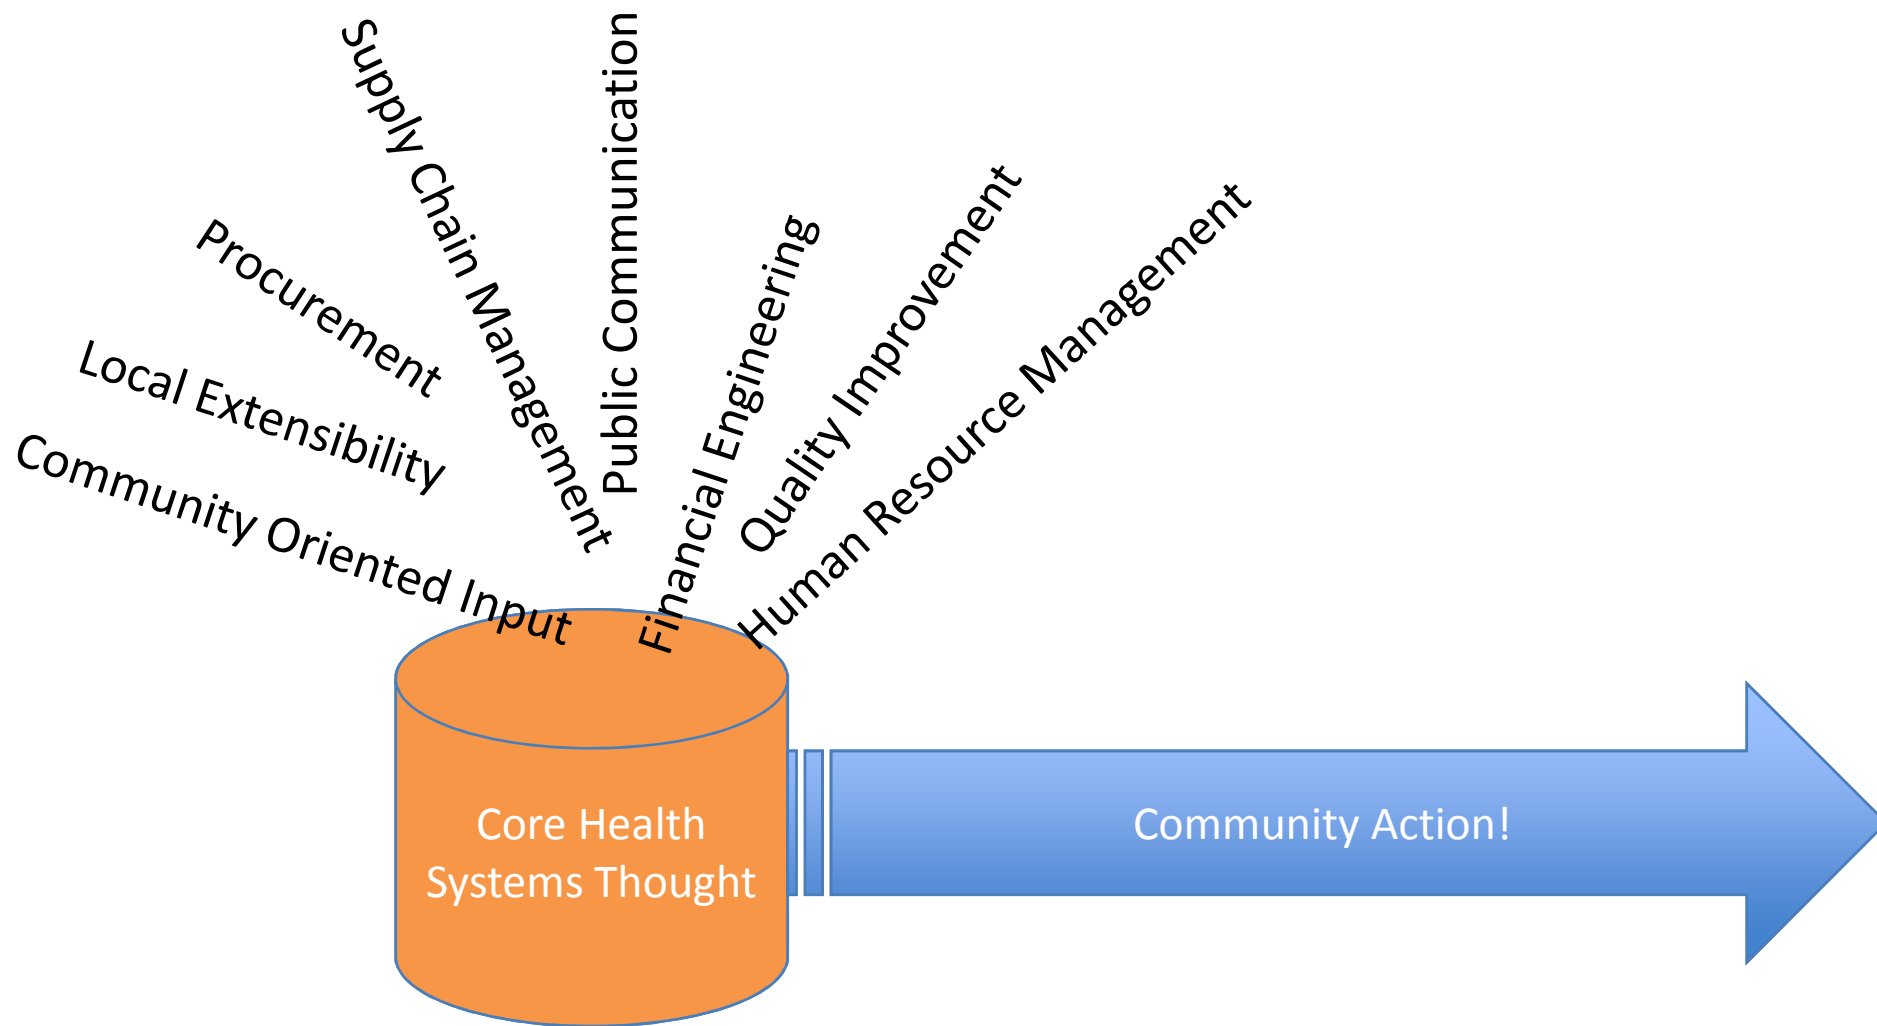 Supply Chain Management
Public Communication
Procurement
Local Extensibility
Community Oriented Input
Financial Engineering
Quality Improvement
Human Resource Management
Core Health
Systems Thought
Community Action!